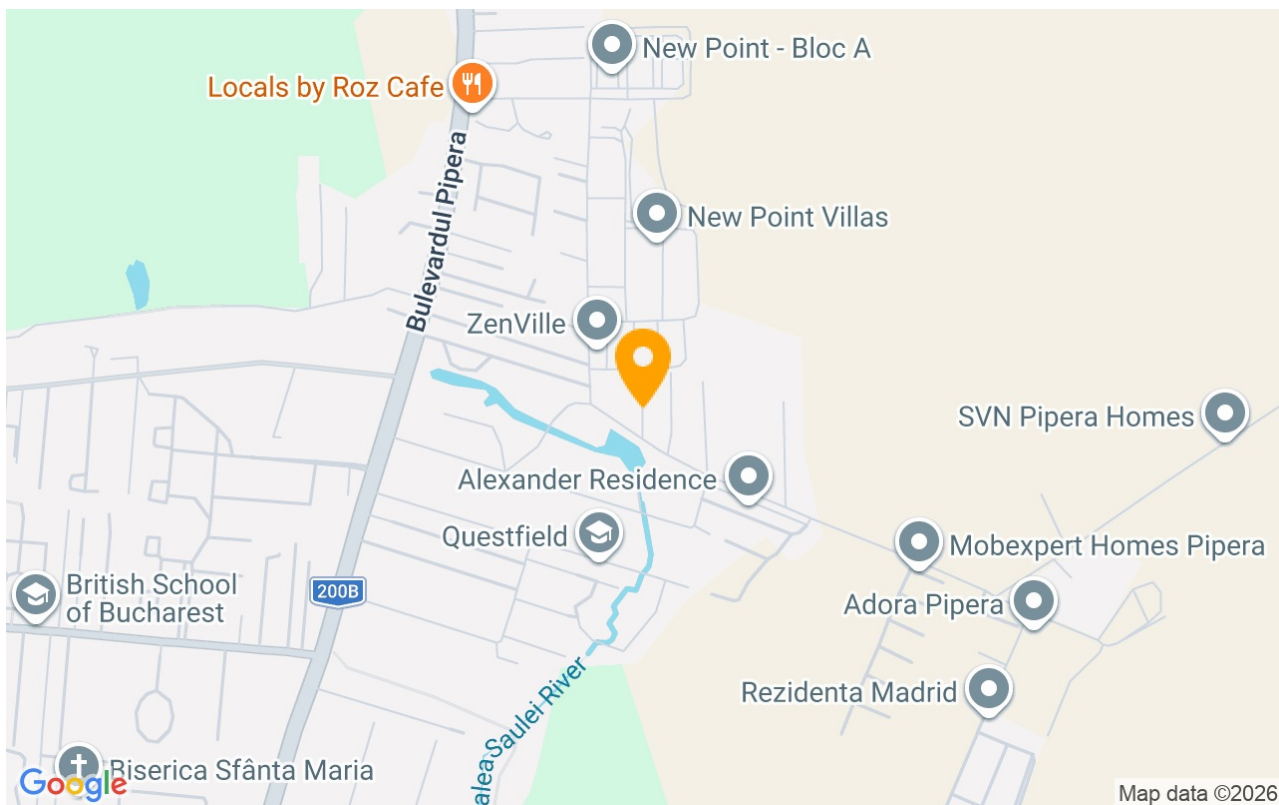 New Point - Bloc A
Locals by Roz Cafe
Bulevardul Pipera
New Point Villas
ZenVille
SVN Pipera Homes
Alexander Residence
Questfield
Mobexpert Homes Pipera
British School
of Bucharest
200B
Adora Pipera
Rezidenta Madrid
alea Saulei River
Biserica Sfânta Maria
Google
Map data ©2026